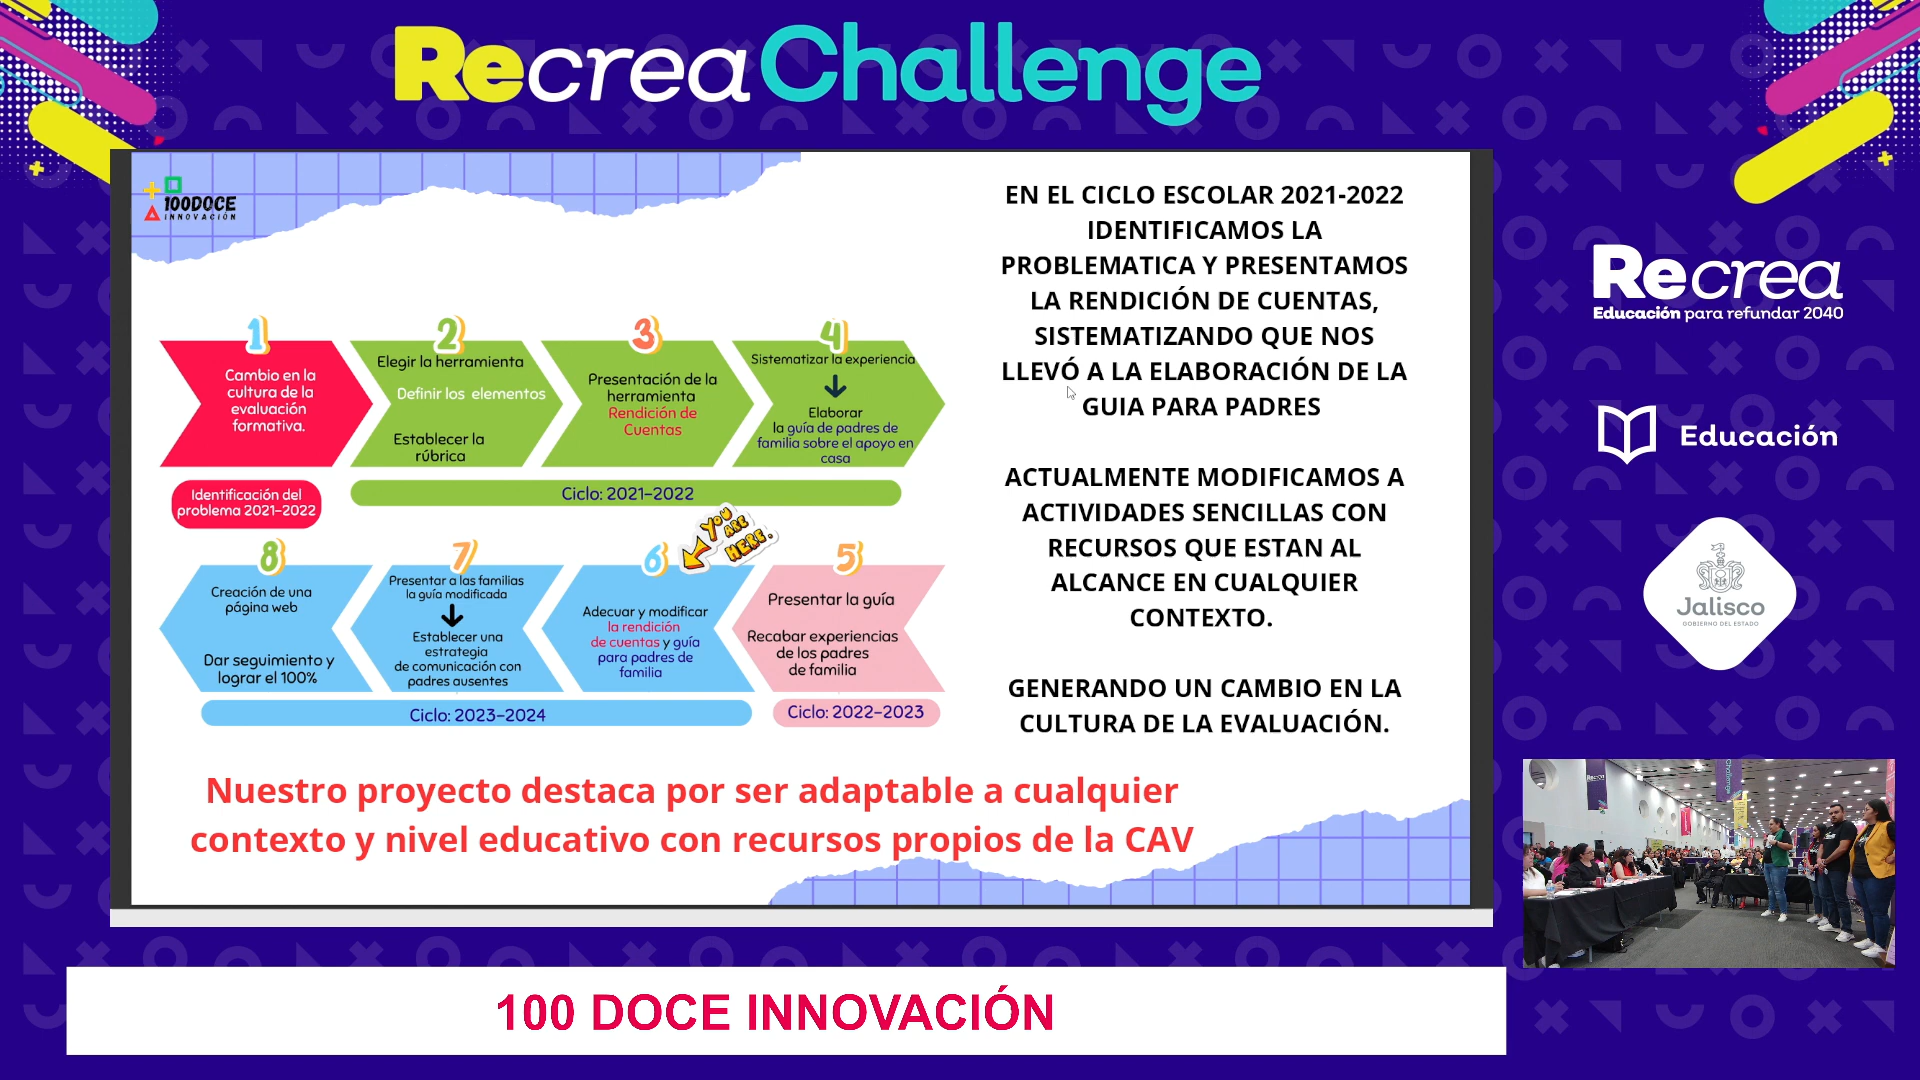 RecreaChallenge
100DOCE
INNOVACIÓN
1
Cambio en la
cultura de la
evaluación
formativa.
Identificación del
problema 2021-2022
2
Elegir la herramienta
Definir los elementos
Establecer la
rúbrica
3
Presentación de la
herramienta
Rendición de
Cuentas
4
Sistematizar la experiencia
Elaborar
la guía de padres de
familia sobre el apoyo en
casa
Ciclo: 2021-2022
YOU
ARE
HERE.
8
Creación de una
página web
Dar seguimiento y
lograr el 100%
7
Presentar a las familias
la guía modificada
Establecer una
estrategia
de comunicación con
padres ausentes
6
Adecuar y modificar
la rendición
de cuentas y guía
para padres de
familia
5
Presentar la guía
Recabar experiencias
de los padres
de familia
Ciclo: 2023-2024
Ciclo: 2022-2023
EN EL CICLO ESCOLAR 2021-2022
IDENTIFICAMOS LA
PROBLEMATICA Y PRESENTAMOS
LA RENDICIÓN DE CUENTAS,
SISTEMATIZANDO QUE NOS
LLEVÓ A LA ELABORACIÓN DE LA
GUIA PARA PADRES
ACTUALMENTE MODIFICAMOS A
ACTIVIDADES SENCILLAS CON
RECURSOS QUE ESTAN AL
ALCANCE EN CUALQUIER
CONTEXTO.
GENERANDO UN CAMBIO EN LA
CULTURA DE LA EVALUACIÓN.
Nuestro proyecto destaca por ser adaptable a cualquier
contexto y nivel educativo con recursos propios de la CAV
Recrea
Educación para refundar 2040
Educación
Jalisco
GOBIERNO DEL ESTADO
Recrea
Challenge
100 DOCE INNOVACIÓN